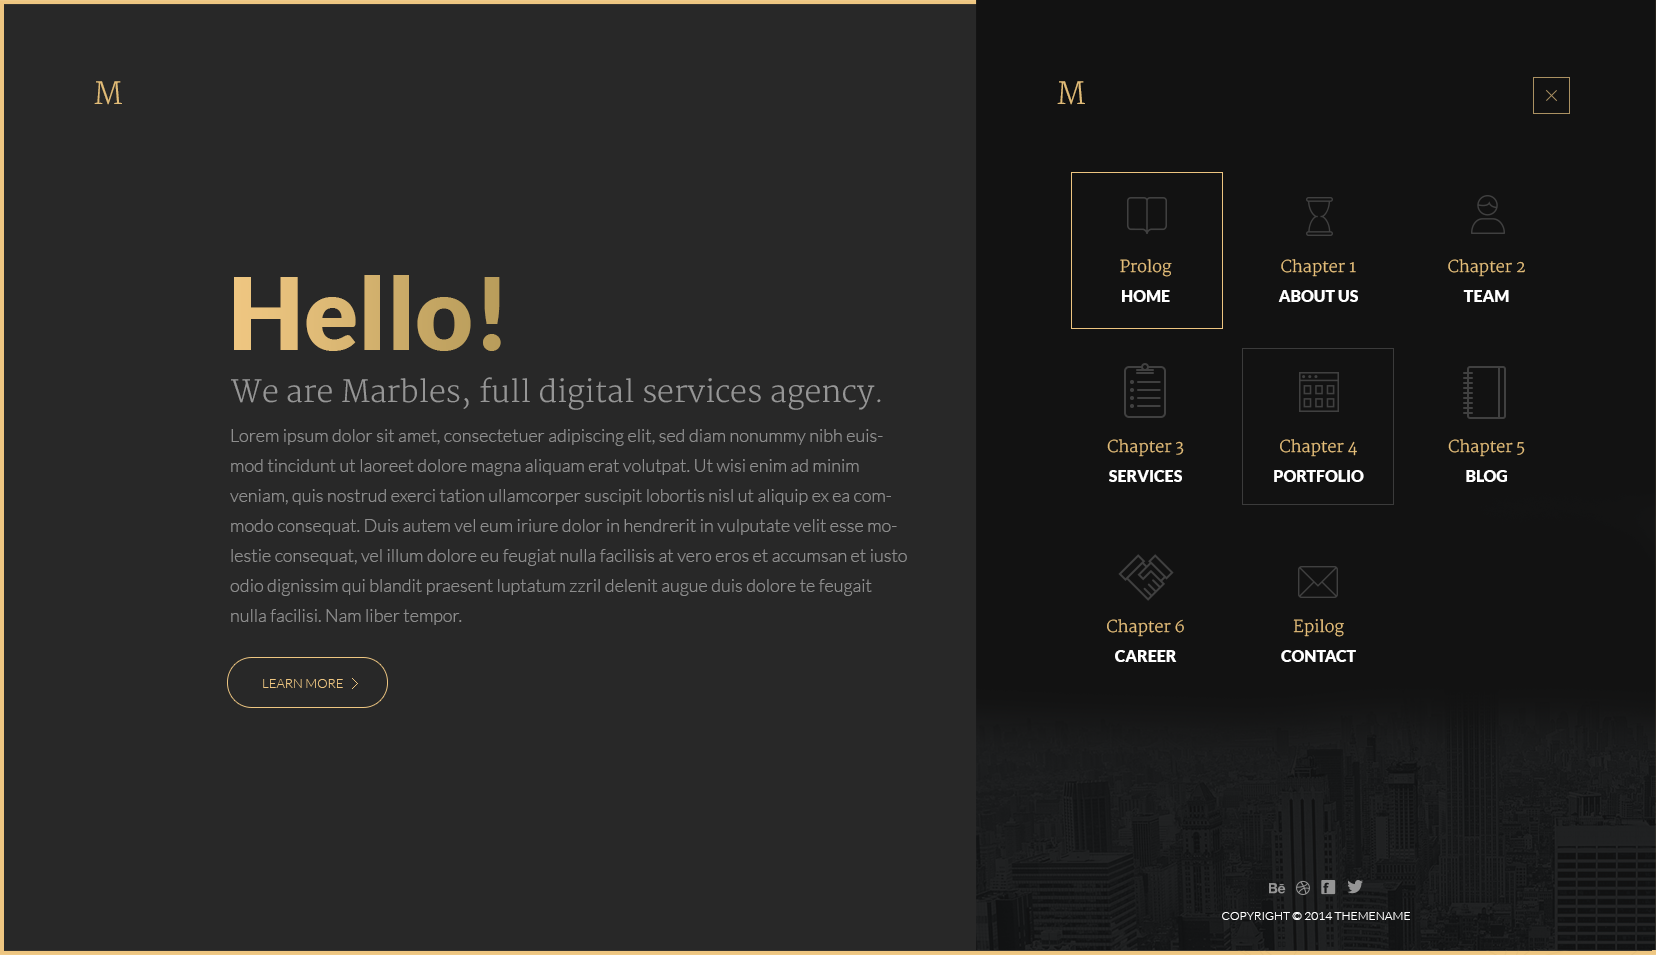 M
Hello!
We are Marbles, full digital services agency.
Lorem ipsum dolor sit amet, consectetuer adipiscing elit, sed diam nonummy nibh euis-
mod tincidunt ut laoreet dolore magna aliquam erat volutpat. Ut wisi enim ad minim
veniam, quis nostrud exerci tation ullamcorper suscipit lobortis nisl ut aliquip ex ea com-
modo consequat. Duis autem vel eum iriure dolor in hendrerit in vulputate velit esse mo-
lestie consequat, vel illum dolore eu feugiat nulla facilisis at vero eros et accumsan et iusto
odio dignissim qui blandit praesent luptatum zzril delenit augue duis dolore te feugait
nulla facilisi. Nam liber tempor.
LEARN MORE
M
Prolog
HOME
Chapter 1
ABOUT US
Chapter 2
TEAM
Chapter 3
SERVICES
Chapter 4
PORTFOLIO
Chapter 5
BLOG
Chapter 6
CAREER
Epilog
CONTACT
Bē
COPYRIGHT © 2014 THEMENAME